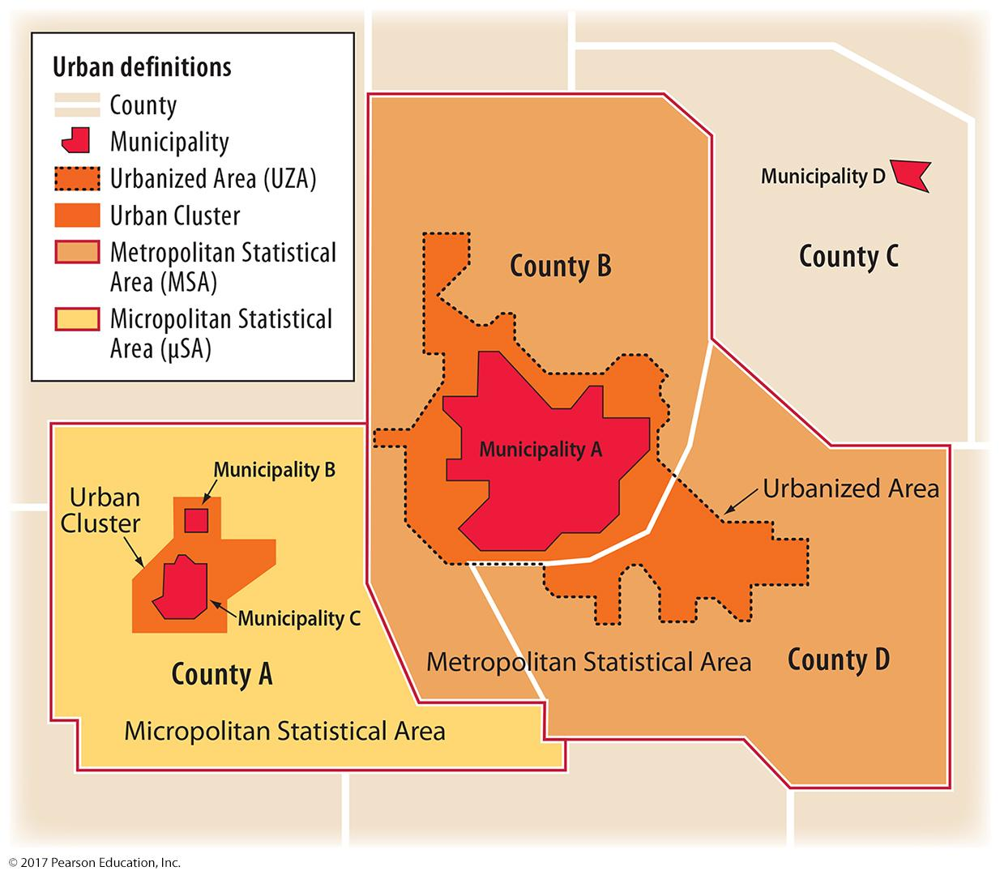 Urban definitions
County
Municipality
Urbanized Area (UZA)
Urban Cluster
Metropolitan Statistical
Area (MSA)
Micropolitan Statistical
Area (µSA)
Municipality D
County C
County B
Municipality A
Urbanized Area
Municipality B
Urban
Cluster
Municipality C
County A
Metropolitan Statistical Area
County D
Micropolitan Statistical Area
© 2017 Pearson Education, Inc.